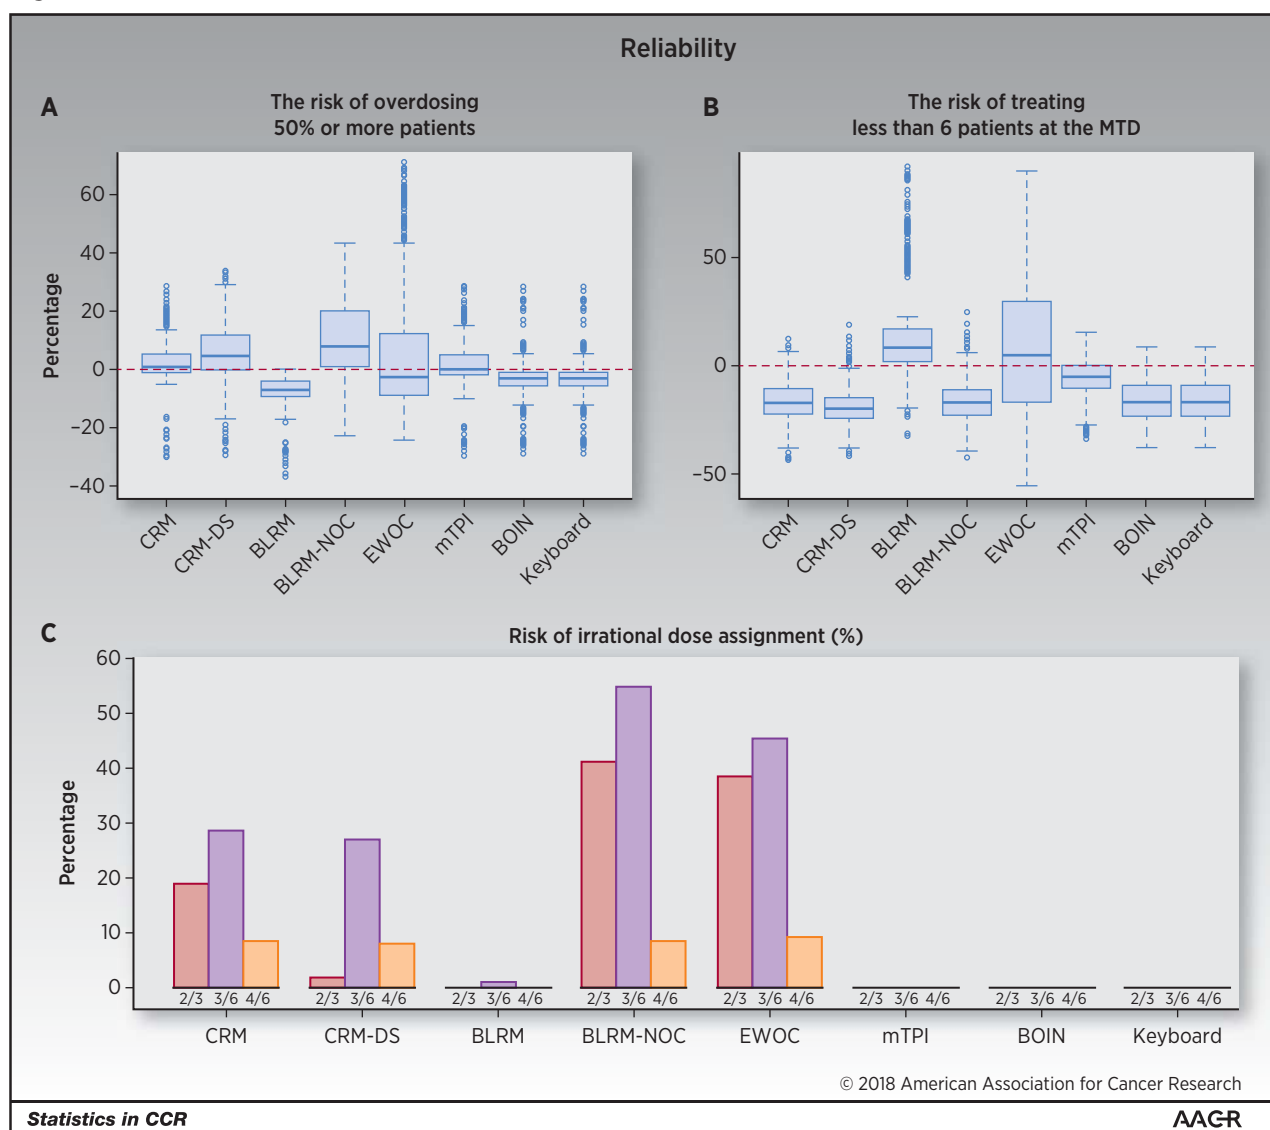 Reliability
A
The risk of overdosing
50% or more patients
Percentage
60
40
20
0
−20
−40
CRM
CRM-DS
BLRM
BLRM-NOC
EWOC
mTPI
BOIN
Keyboard
B
The risk of treating
less than 6 patients at the MTD
50
0
−50
CRM
CRM-DS
BLRM
BLRM-NOC
EWOC
mTPI
BOIN
Keyboard
C
Risk of irrational dose assignment (%)
Percentage
60
50
40
30
20
10
0
2/3 3/6 4/6 2/3 3/6 4/6 2/3 3/6 4/6 2/3 3/6 4/6 2/3 3/6 4/6 2/3 3/6 4/6 2/3 3/6 4/6 2/3 3/6 4/6
CRM CRM-DS BLRM BLRM-NOC EWOC mTPI BOIN Keyboard
© 2018 American Association for Cancer Research
Statistics in CCR
AACR